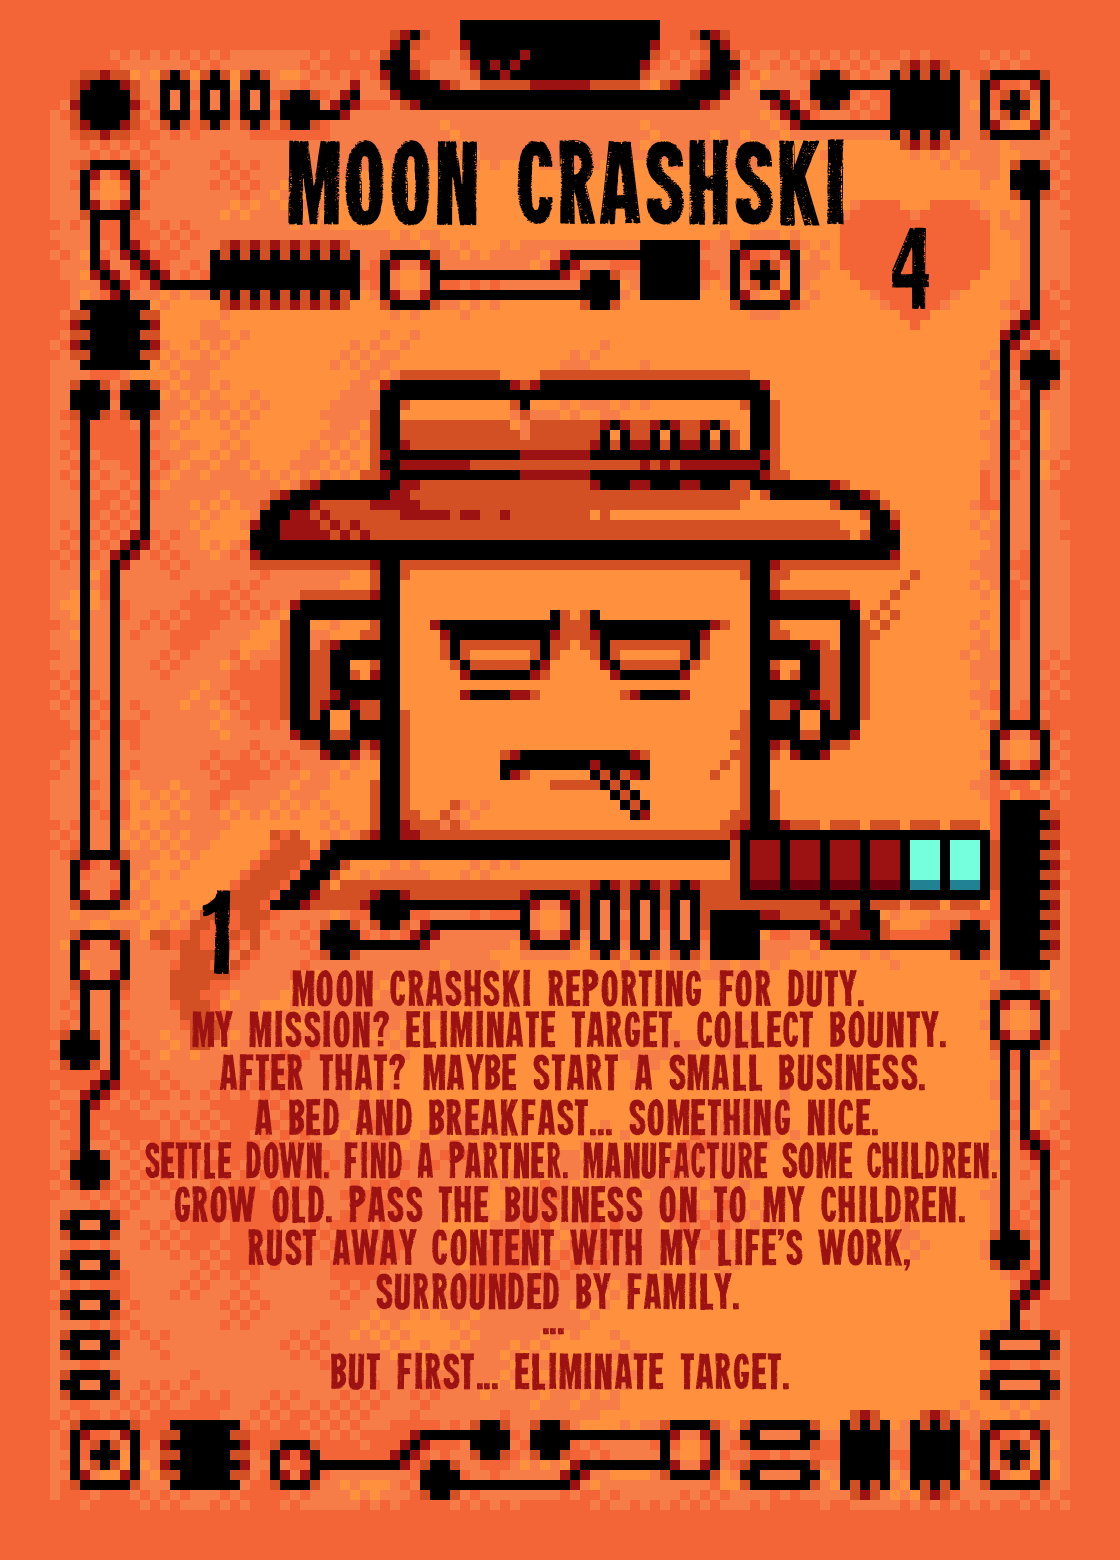 MOON CRASHSKI
4
1
MOON CRASHSKI REPORTING FOR DUTY.
MY MISSION? ELIMINATE TARGET. COLLECT BOUNTY.
AFTER THAT? MAYBE START A SMALL BUSINESS.
A BED AND BREAKFAST... SOMETHING NICE.
SETTLE DOWN. FIND A PARTNER. MANUFACTURE SOME CHILDREN.
GROW OLD. PASS THE BUSINESS ON TO MY CHILDREN.
RUST AWAY CONTENT WITH MY LIFE'S WORK,
SURROUNDED BY FAMILY.
...
BUT FIRST... ELIMINATE TARGET.